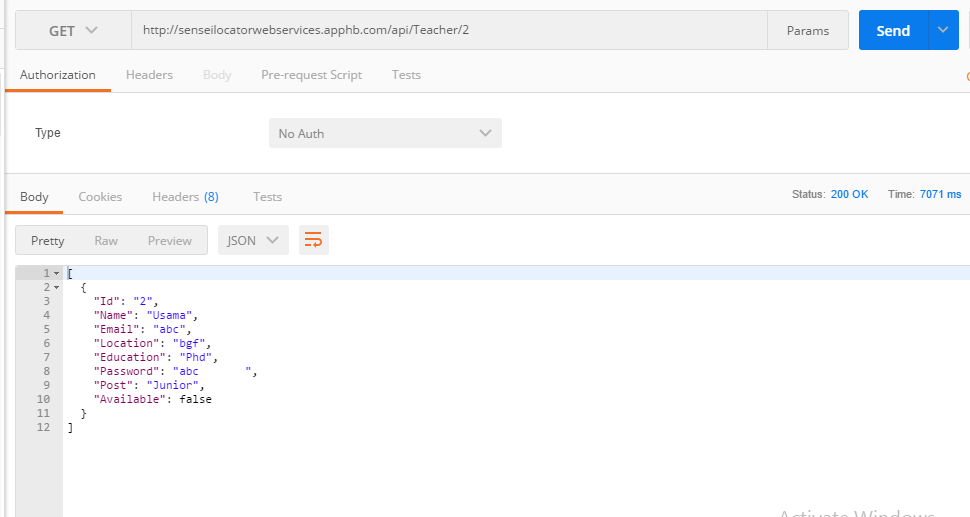 GET http://senseilocatorwebservices.apphb.com/api/Teacher/2 Params Send
Authorization Headers Body Pre-request Script Tests
Type No Auth
Body Cookies Headers (8) Tests Status: 200 OK Time: 7071 ms
Pretty Raw Preview JSON
1 [
2 {
3 "Id": "2",
4 "Name": "Usama",
5 "Email": "abc",
6 "Location": "bgf",
7 "Education": "Phd",
8 "Password": "abc       ",
9 "Post": "Junior",
10 "Available": false
11 }
12 ]
Activate Windows